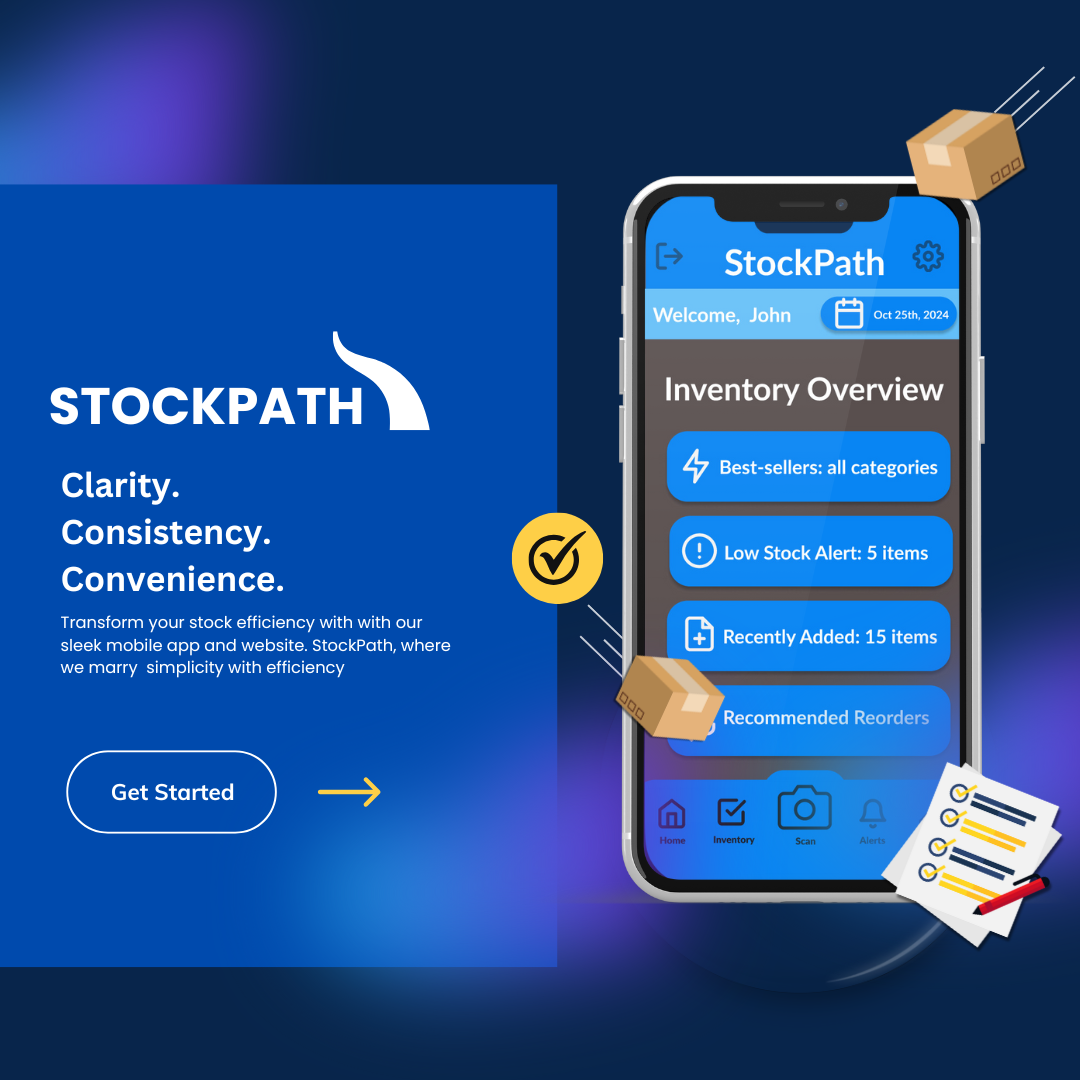 STOCKPATH
Clarity.
Consistency.
Convenience.
Transform your stock efficiency with with our
sleek mobile app and website. StockPath, where
we marry  simplicity with efficiency
Get Started
StockPath
Welcome,  John
Oct 25th, 2024
Inventory Overview
Best-sellers: all categories
Low Stock Alert: 5 items
Recently Added: 15 items
Recommended Reorders
Home
Inventory
Scan
Alerts